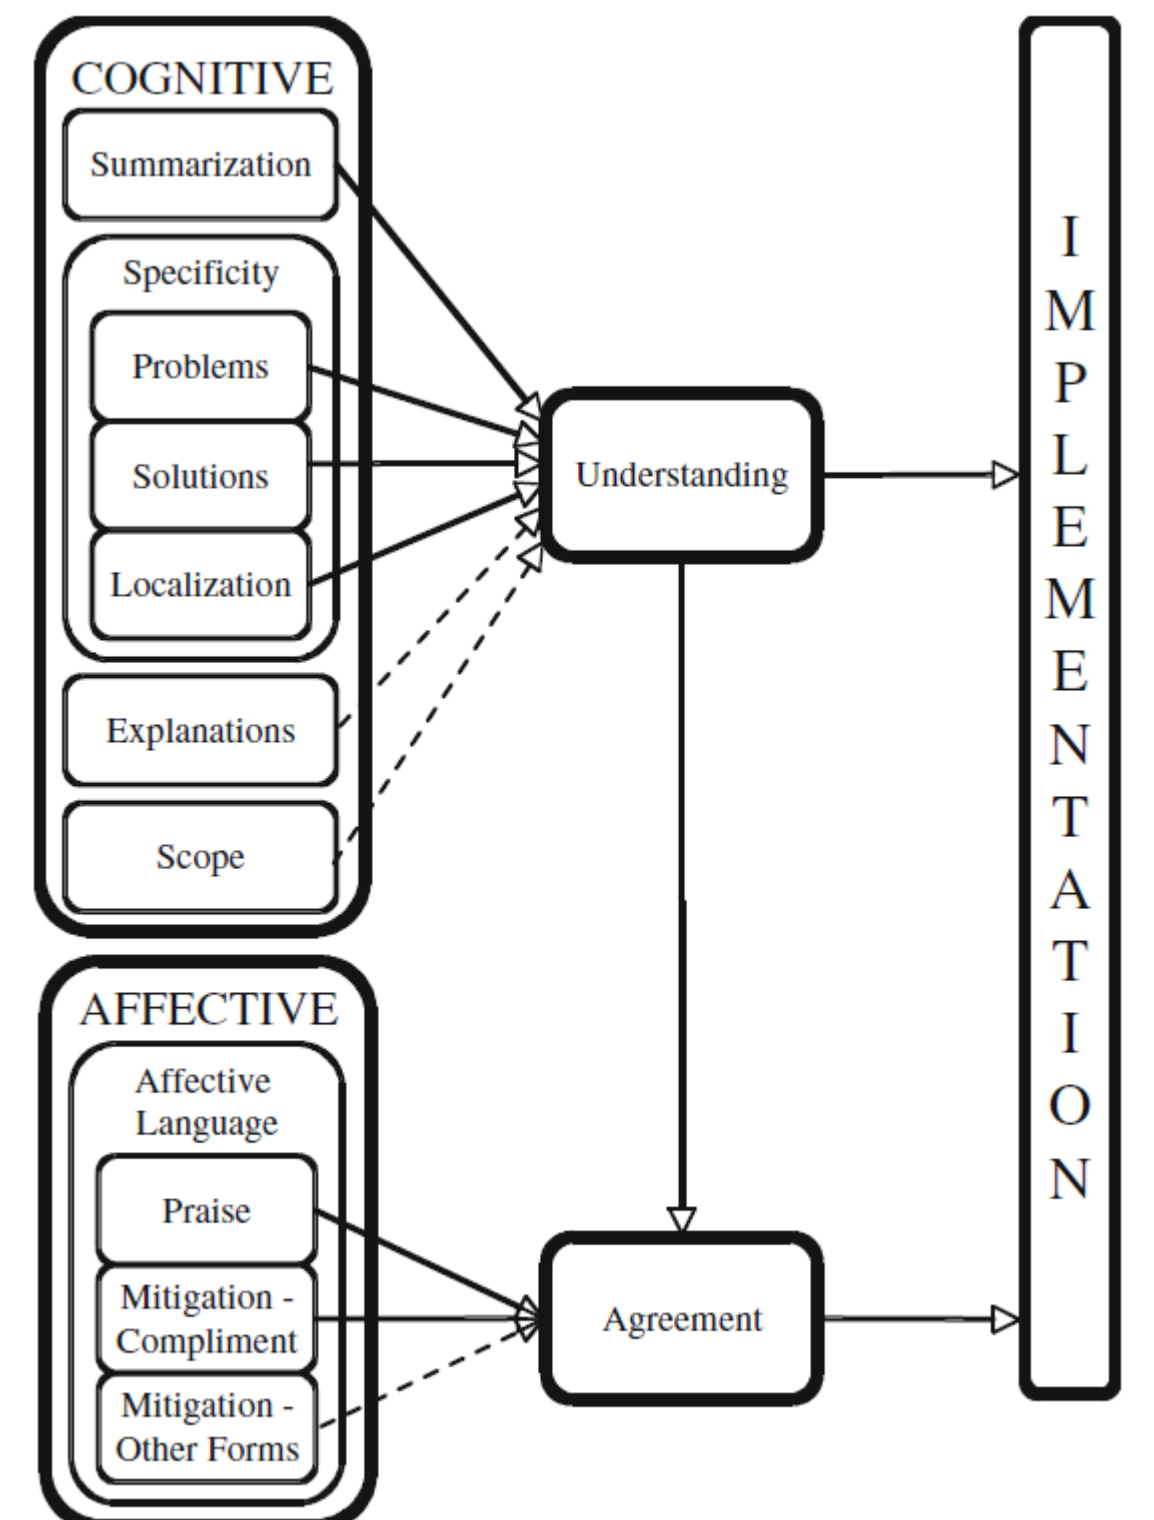 COGNITIVE
Summarization
Specificity
Problems
Solutions
Localization
Explanations
Scope
AFFECTIVE
Affective
Language
Praise
Mitigation -
Compliment
Mitigation -
Other Forms
Understanding
Agreement
IMPLEMENTATION